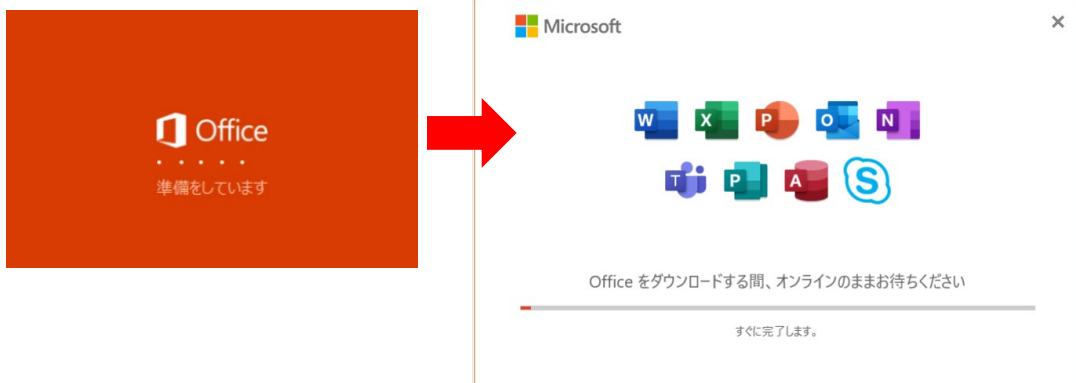 Office
準備をしています
Microsoft
W X P O N
T P A S
Office をダウンロードする間、オンラインのままお待ちください
すぐに完了します。